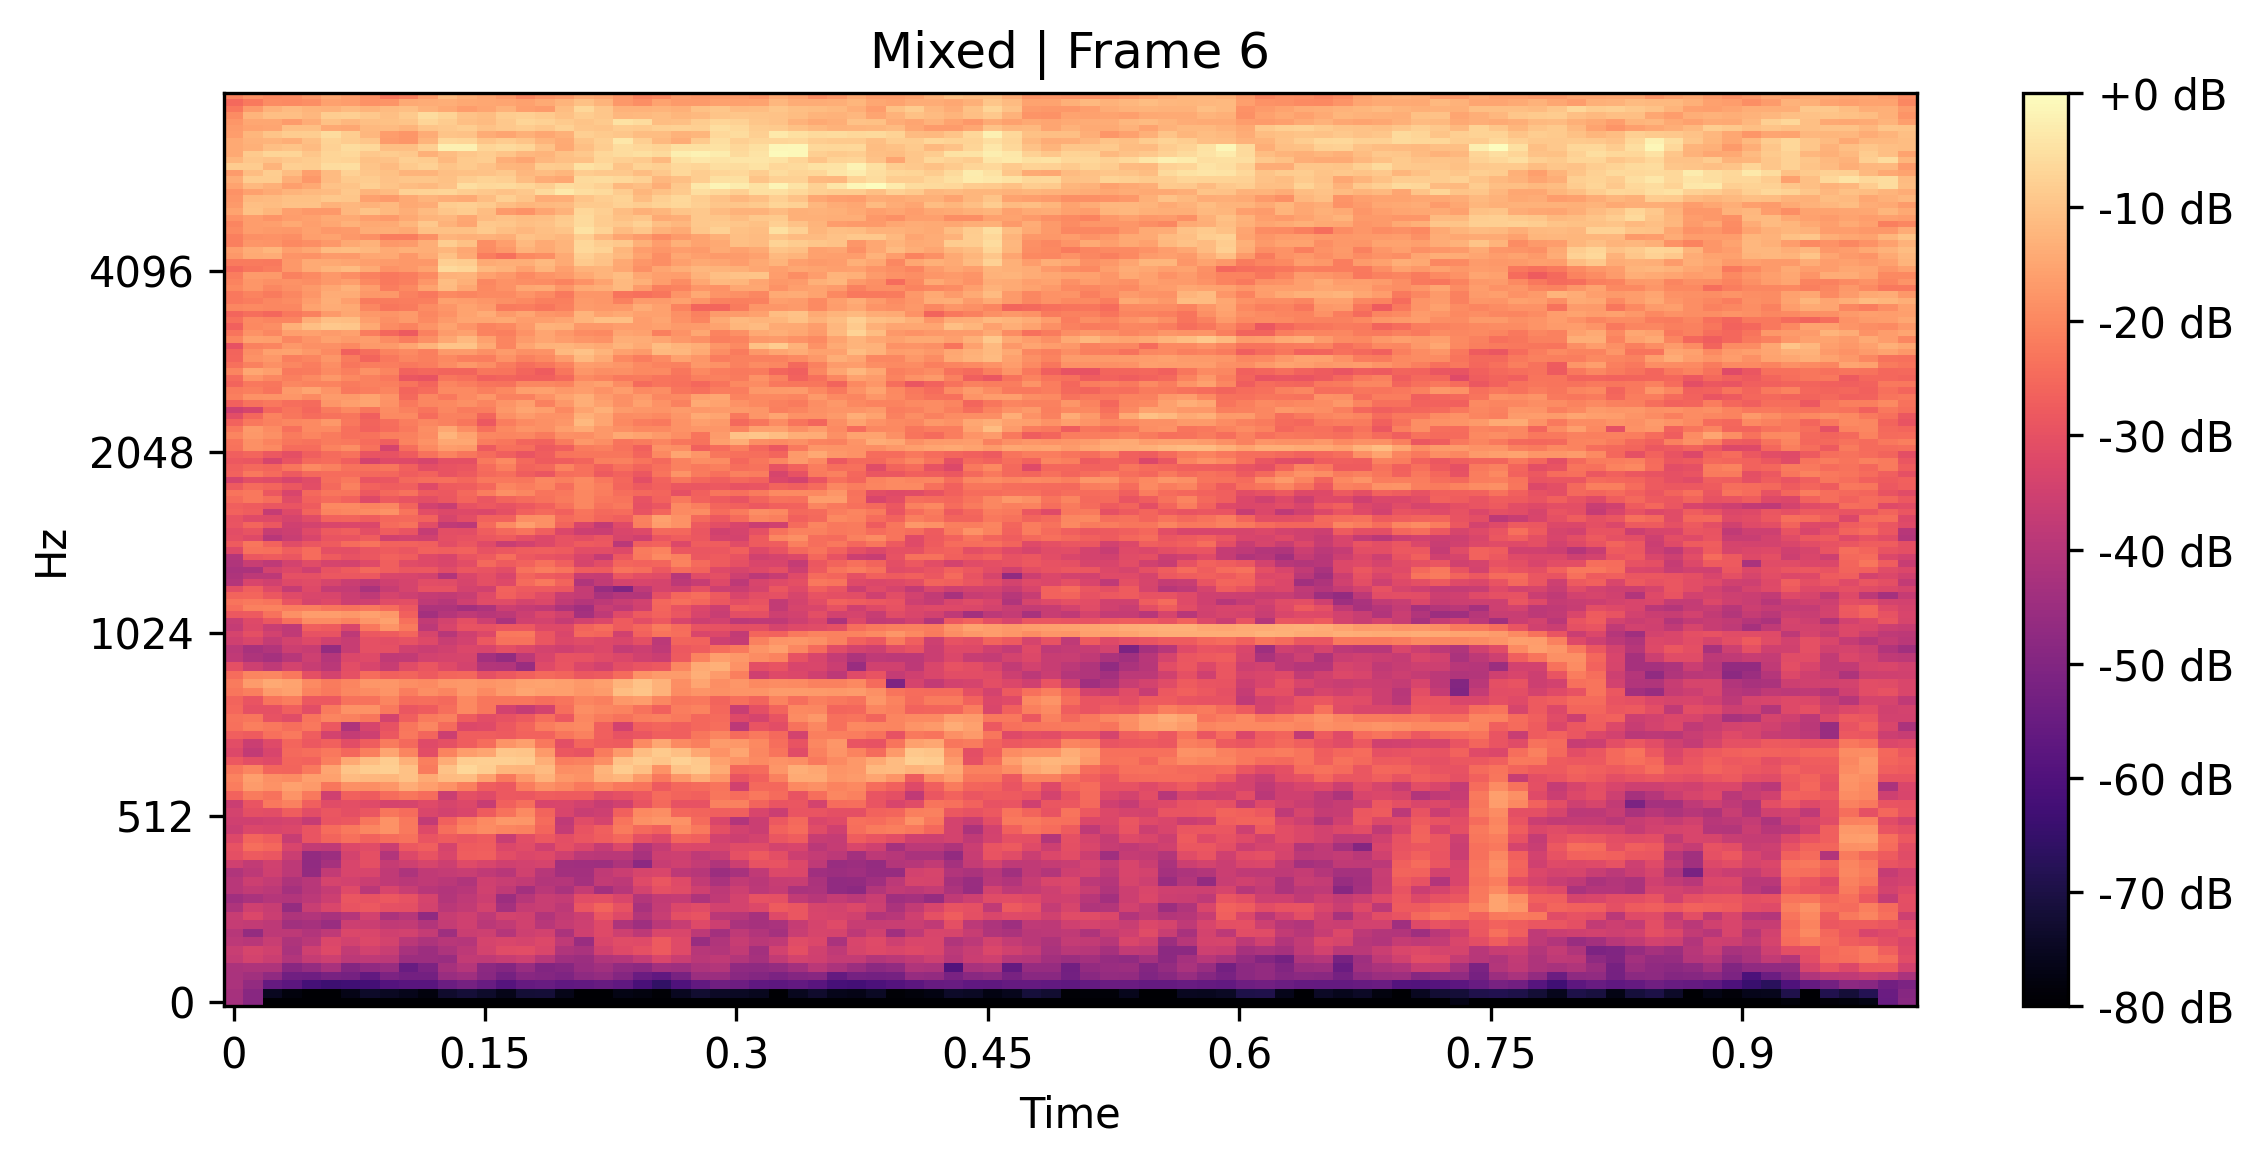 Mixed | Frame 6
Hz
4096
2048
1024
512
0
0 0.15 0.3 0.45 0.6 0.75 0.9
Time
+0 dB
-10 dB
-20 dB
-30 dB
-40 dB
-50 dB
-60 dB
-70 dB
-80 dB